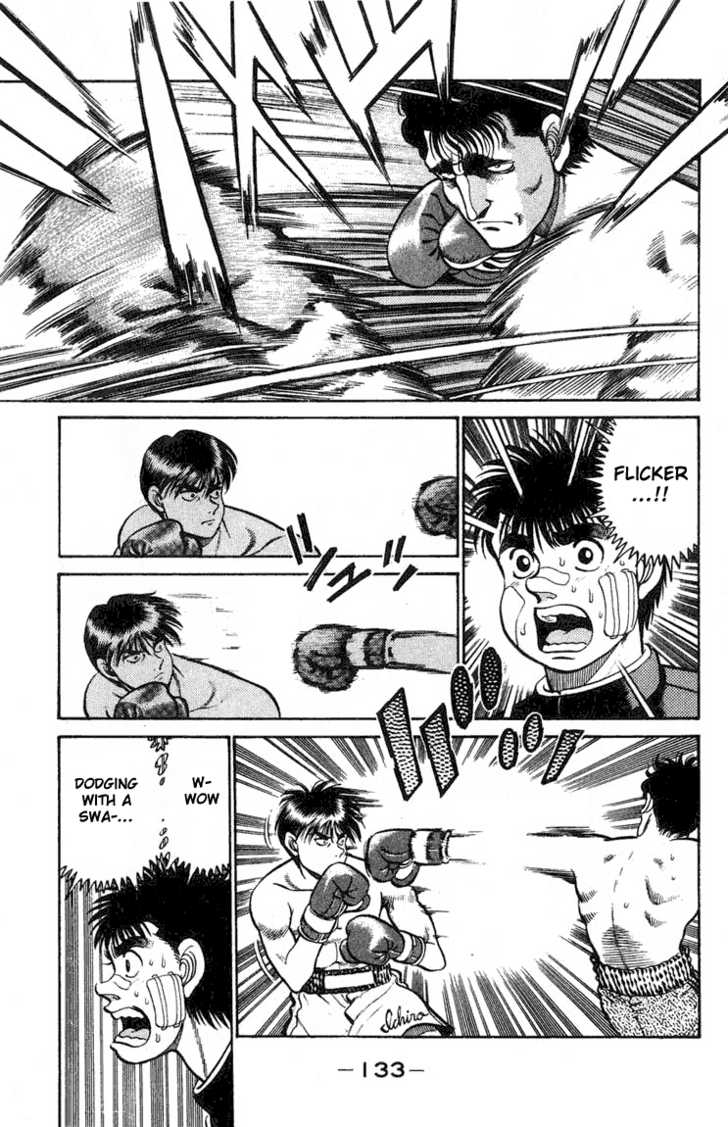 FLICKER
...!!
W-
WOW
DODGING
WITH A
SWA-...
Ichiro
-133-